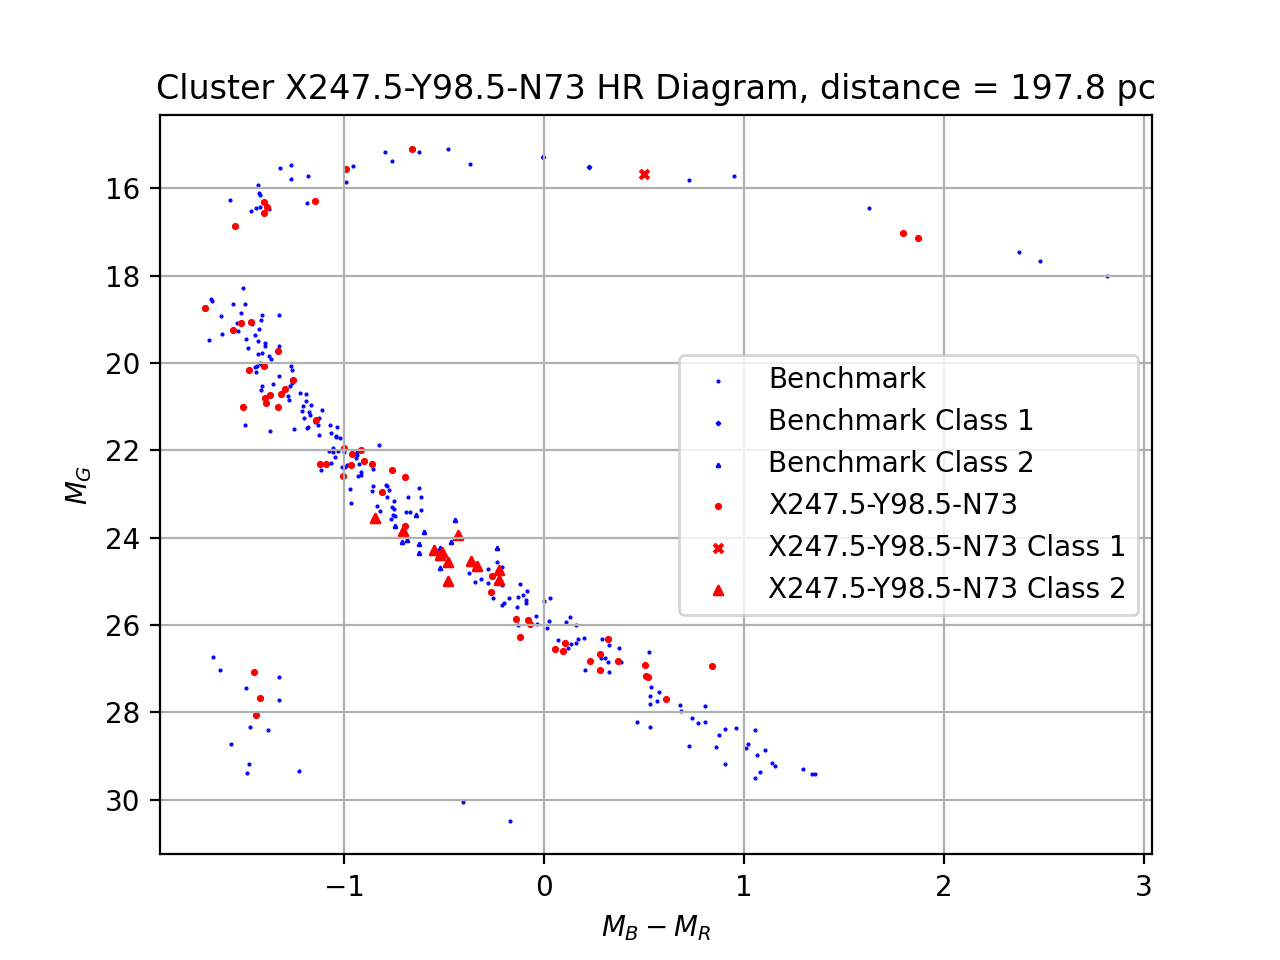 Cluster X247.5-Y98.5-N73 HR Diagram, distance = 197.8 pc
16
18
20
22
24
26
28
30
M_G
Benchmark
Benchmark Class 1
Benchmark Class 2
X247.5-Y98.5-N73
X247.5-Y98.5-N73 Class 1
X247.5-Y98.5-N73 Class 2
−1 0 1 2 3
M_B − M_R